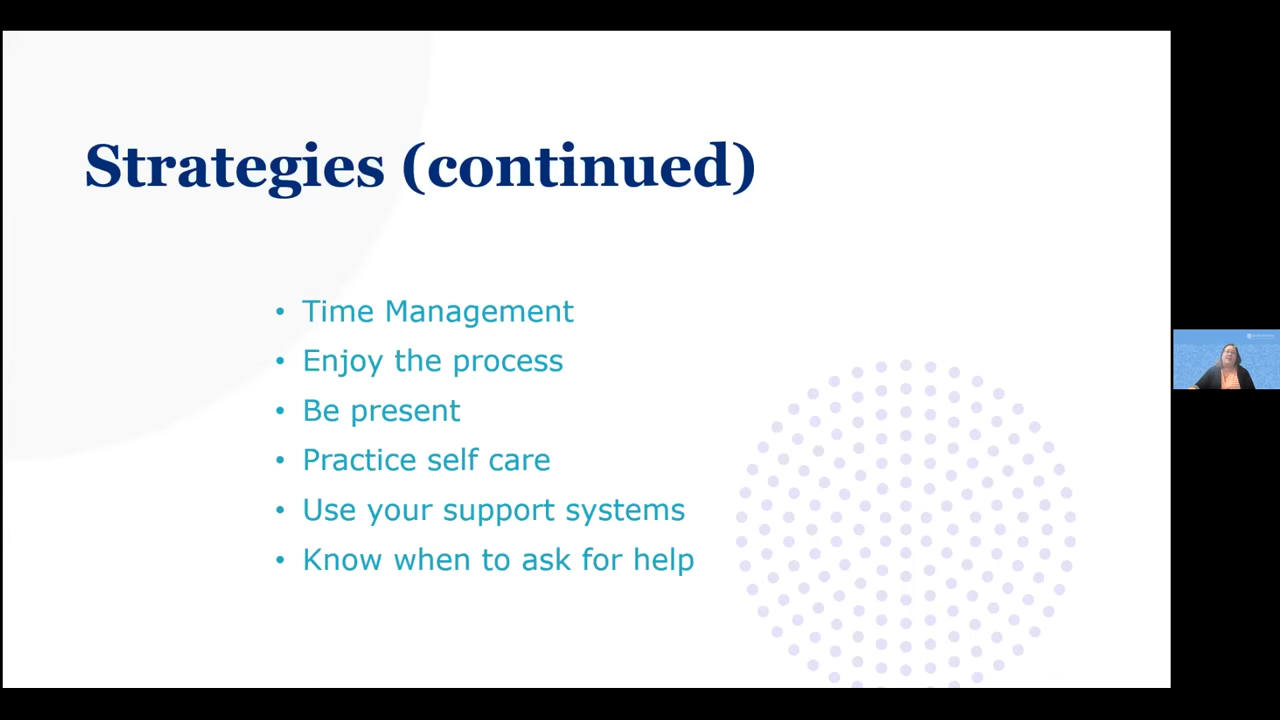 Strategies (continued)
• Time Management
• Enjoy the process
• Be present
• Practice self care
• Use your support systems
• Know when to ask for help